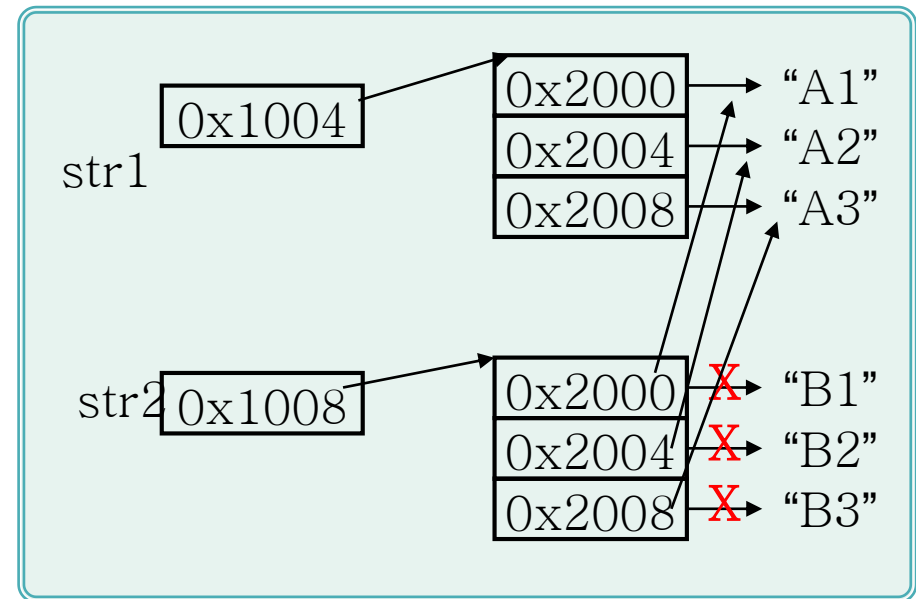 0x2000 “A1”
0x1004
0x2004 “A2”
str1
0x2008 “A3”
0x2000 X “B1”
str2 0x1008
0x2004 X “B2”
0x2008 X “B3”